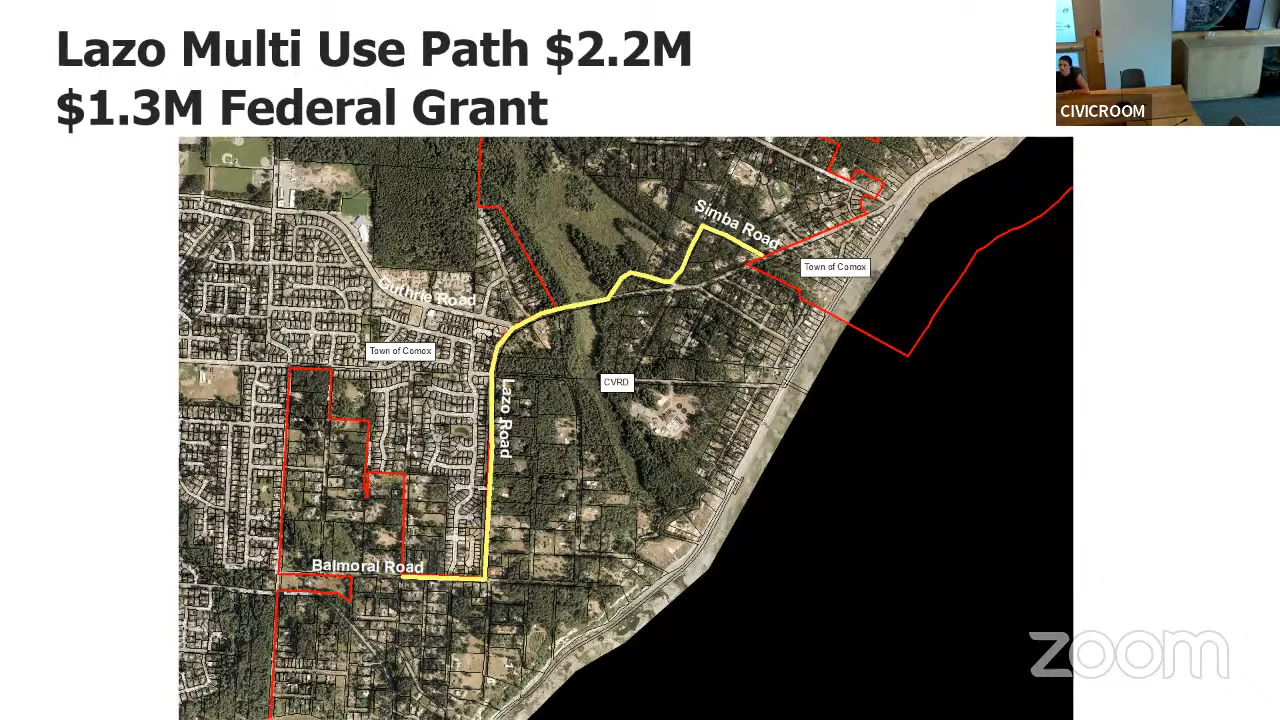 Lazo Multi Use Path $2.2M
$1.3M Federal Grant
CIVICROOM
Simba Road
Town of Comox
Guthrie Road
Town of Comox
CVRD
Lazo Road
Balmoral Road
zoom